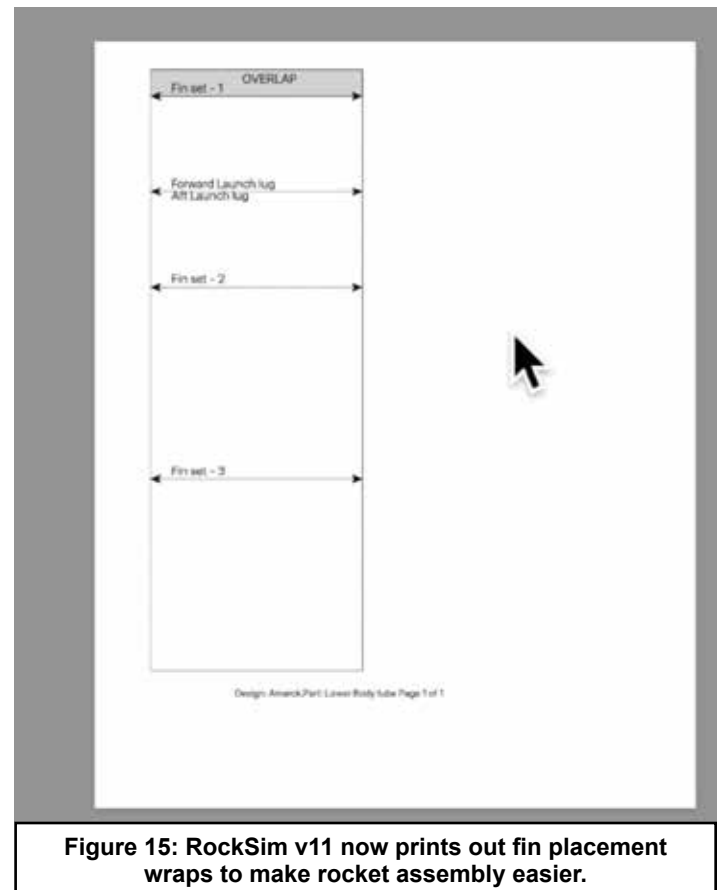 OVERLAP
Fin set - 1
Forward Launch lug
Aft Launch lug
Fin set - 2
Fin set - 3
Design: Amarok,Part: Lower Body tube Page 1 of 1
Figure 15: RockSim v11 now prints out fin placement
wraps to make rocket assembly easier.